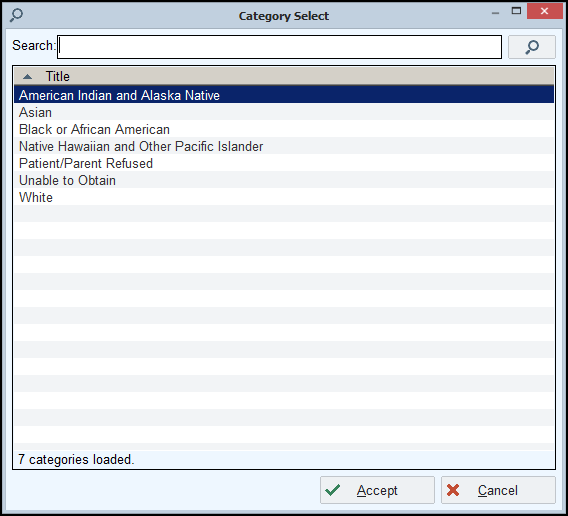 Category Select
Search:
Title
American Indian and Alaska Native
Asian
Black or African American
Native Hawaiian and Other Pacific Islander
Patient/Parent Refused
Unable to Obtain
White
7 categories loaded.
Accept Cancel